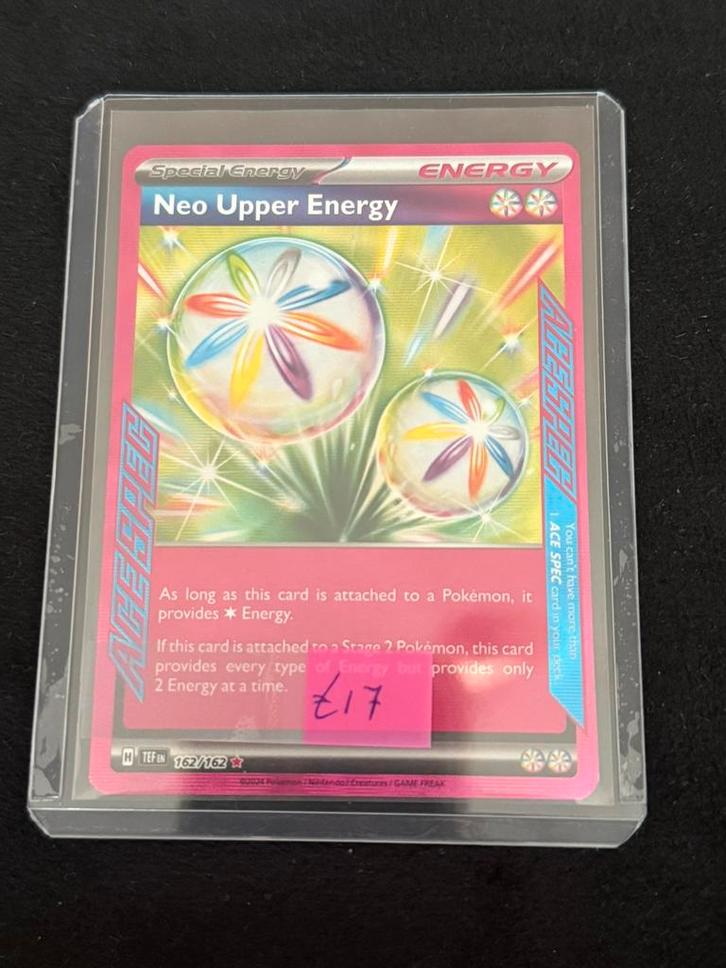 Special Energy
ENERGY
Neo Upper Energy
ACE SPEC
ACE SPEC
You can't have more than
1 ACE SPEC card in your deck.
As long as this card is attached to a Pokémon, it
provides Energy.
If this card is attached to a Stage 2 Pokémon, this card
provides every type of Energy but provides only
2 Energy at a time.
£17
H TEF EN 162/162
©2024 Pokémon / Nintendo / Creatures / GAME FREAK